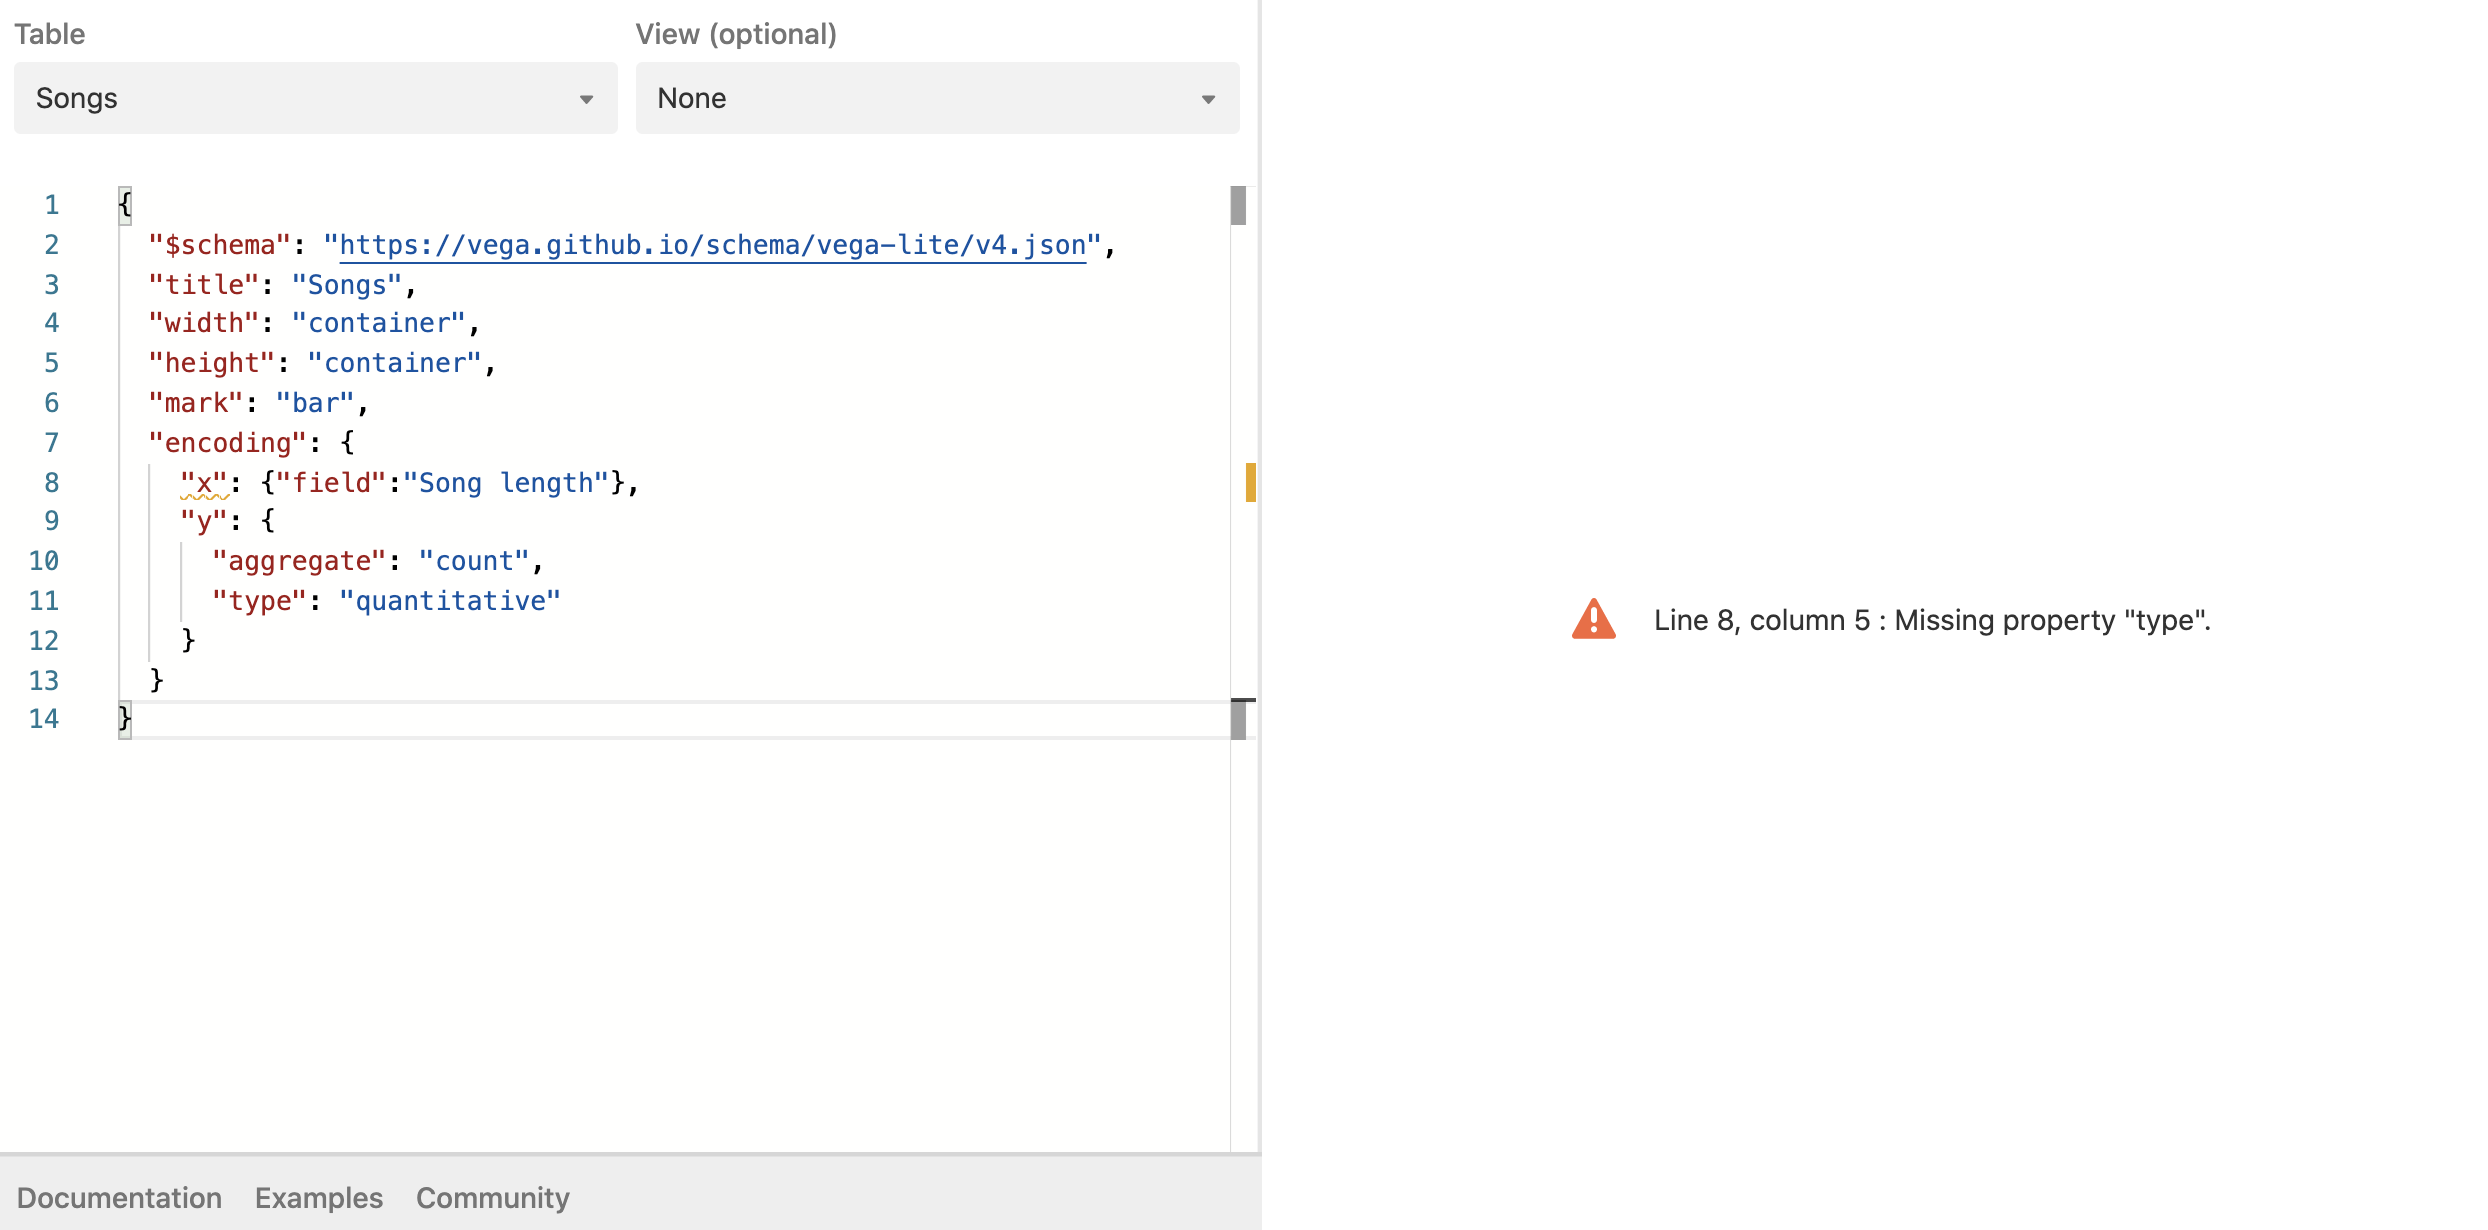 Table
View (optional)
Songs
None
1 {
2   "$schema": "https://vega.github.io/schema/vega-lite/v4.json",
3   "title": "Songs",
4   "width": "container",
5   "height": "container",
6   "mark": "bar",
7   "encoding": {
8     "x": {"field":"Song length"},
9     "y": {
10       "aggregate": "count",
11       "type": "quantitative"
12     }
13   }
14 }
Line 8, column 5 : Missing property "type".
Documentation Examples Community